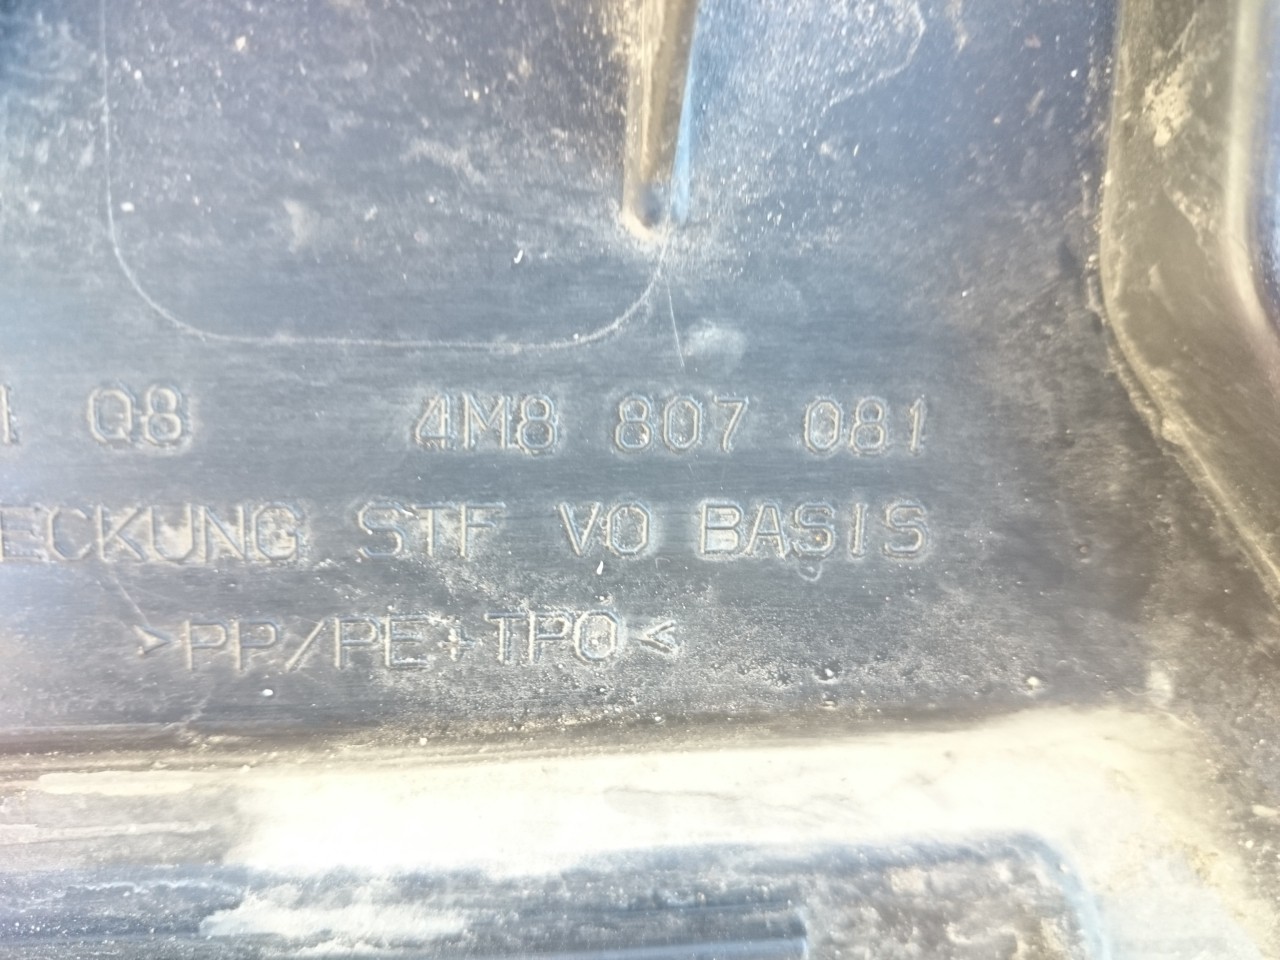 Q8 4M8 807 081
ECKUNG STF VO BASIS
>PP/PE+TPO<